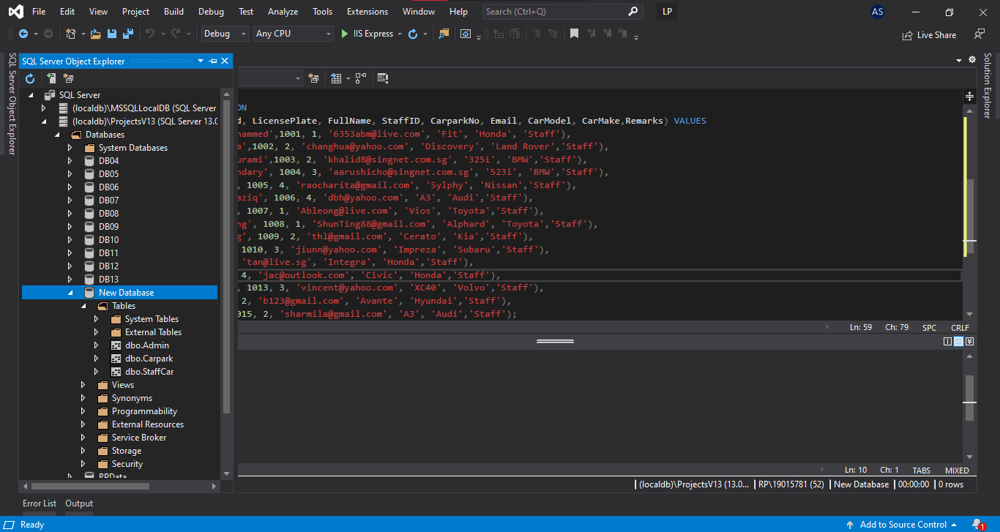 File Edit View Project Build Debug Test Analyze Tools Extensions Window Help Search (Ctrl+Q) LP AS
Debug Any CPU IIS Express Live Share
SQL Server Object Explorer
SQL Server Object Explorer
Solution Explorer
SQL Server
(localdb)\MSSQLLocalDB (SQL Server
(localdb)\ProjectsV13 (SQL Server 13.0
Databases
System Databases
DB04
DB05
DB06
DB07
DB08
DB09
DB10
DB11
DB12
DB13
New Database
Tables
System Tables
External Tables
dbo.Admin
dbo.Carpark
dbo.StaffCar
Views
Synonyms
Programmability
External Resources
Service Broker
Storage
Security
RPData
ON
d, LicensePlate, FullName, StaffID, CarparkNo, Email, CarModel, CarMake,Remarks) VALUES
hammed',1001, 1, '6353abm@live.com', 'Fit', 'Honda', 'Staff'),
a',1002, 2, 'changhua@yahoo.com', 'Discovery', 'Land Rover','Staff'),
urami',1003, 2, 'khalid8@singnet.com.sg', '325i', 'BMW','Staff'),
ndary', 1004, 3, 'aarushicho@singnet.com.sg', '523i', 'BMW','Staff'),
, 1005, 4, 'raocharita@gmail.com', 'Sylphy', 'Nissan','Staff'),
aziq', 1006, 4, 'dbh@yahoo.com', 'A3', 'Audi','Staff'),
, 1007, 1, 'Ableong@live.com', 'Vios', 'Toyota','Staff'),
ng', 1008, 1, 'ShunTing88@gmail.com', 'Alphard', 'Toyota','Staff'),
g', 1009, 2, 'thl@gmail.com', 'Cerato', 'Kia','Staff'),
1010, 3, 'jiunn@yahoo.com', 'Impreza', 'Subaru','Staff'),
'tan@live.sg', 'Integra', 'Honda','Staff'),
4, 'jac@outlook.com', 'Civic', 'Honda','Staff'),
, 1013, 3, 'vincent@yahoo.com', 'XC40', 'Volvo','Staff'),
2, 'b123@gmail.com', 'Avante', 'Hyundai','Staff'),
015, 2, 'sharmila@gmail.com', 'A3', 'Audi','Staff');
Ln: 59 Ch: 79 SPC CRLF
Ln: 10 Ch: 1 TABS MIXED
(localdb)\ProjectsV13 (13.0... RP\19015781 (52) New Database 00:00:00 0 rows
Error List Output
Ready Add to Source Control 1